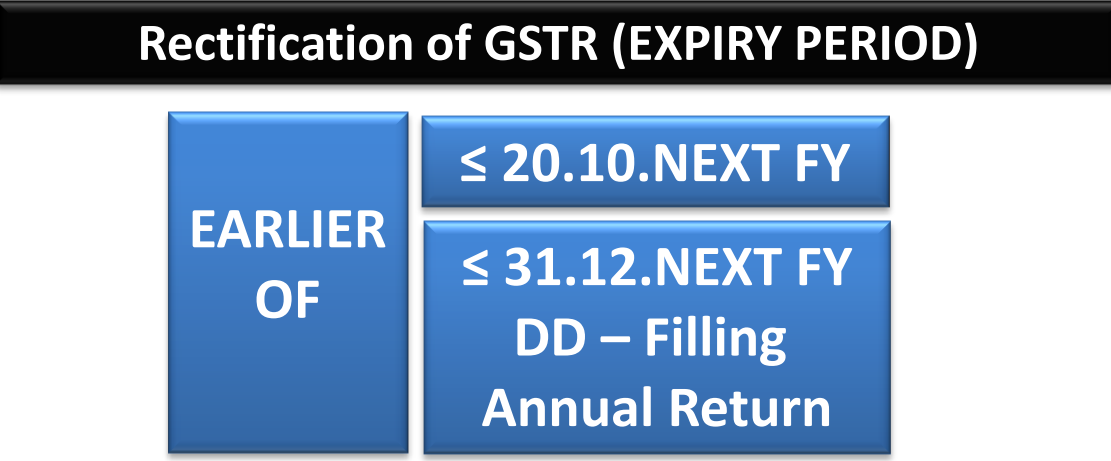 Rectification of GSTR (EXPIRY PERIOD)
EARLIER
OF
≤ 20.10.NEXT FY
≤ 31.12.NEXT FY
DD – Filling
Annual Return